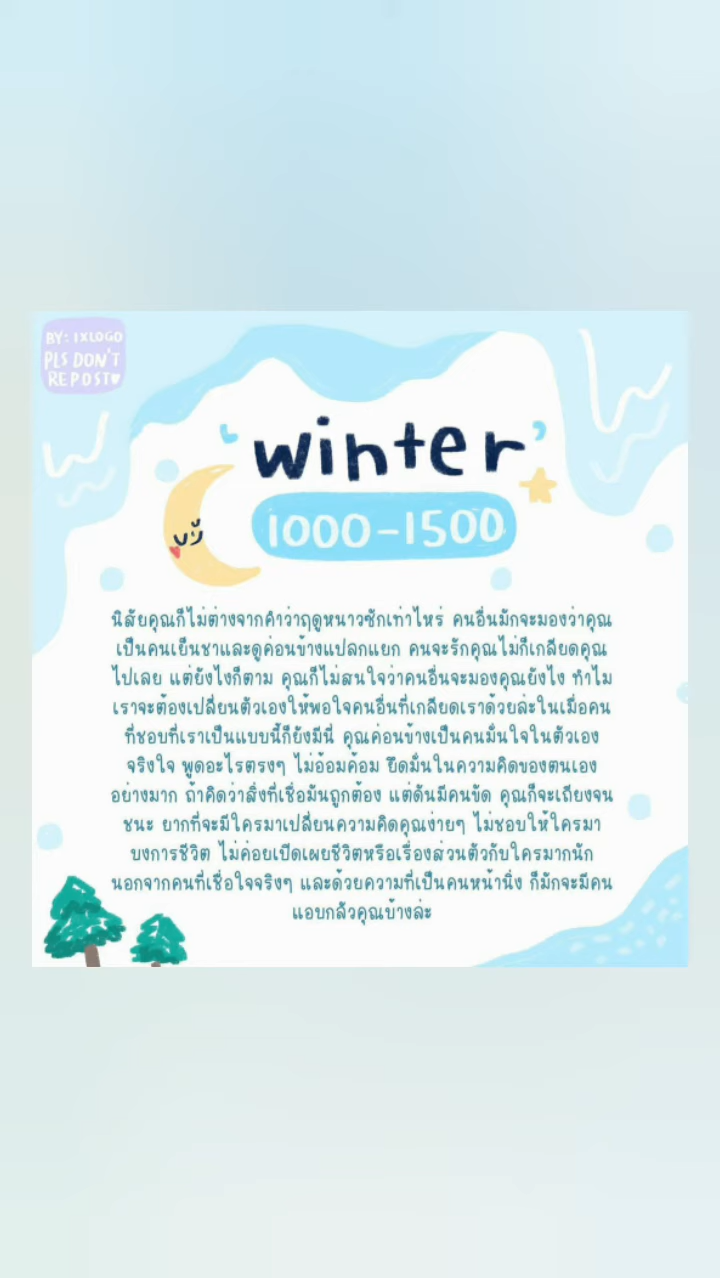 BY: IXLOGO
PLS DON'T
REPOST♥
'winter'
1000-1500
นิสัยคุณก็ไม่ต่างจากคำว่าฤดูหนาวซักเท่าไหร่ คนอื่นมักจะมองว่าคุณ
เป็นคนเย็นชาและดูค่อนข้างแปลกแยก คนจะรักคุณไม่ก็เกลียดคุณ
ไปเลย แต่ยังไงก็ตาม คุณก็ไม่สนใจว่าคนอื่นจะมองคุณยังไง ทำไม
เราจะต้องเปลี่ยนตัวเองให้พอใจคนอื่นที่เกลียดเราด้วยล่ะในเมื่อคน
ที่ชอบที่เราเป็นแบบนี้ก็ยังมีนี่ คุณค่อนข้างเป็นคนมั่นใจในตัวเอง
จริงใจ พูดอะไรตรงๆ ไม่อ้อมค้อม ยึดมั่นในความคิดของตนเอง
อย่างมาก ถ้าคิดว่าสิ่งที่เชื่อมันถูกต้อง แต่ดันมีคนขัด คุณก็จะเถียงจน
ชนะ ยากที่จะมีใครมาเปลี่ยนความคิดคุณง่ายๆ ไม่ชอบให้ใครมา
บงการชีวิต ไม่ค่อยเปิดเผยชีวิตหรือเรื่องส่วนตัวกับใครมากนัก
นอกจากคนที่เชื่อใจจริงๆ และด้วยความที่เป็นคนหน้านิ่ง ก็มักจะมีคน
แอบกลัวคุณบ้างล่ะ